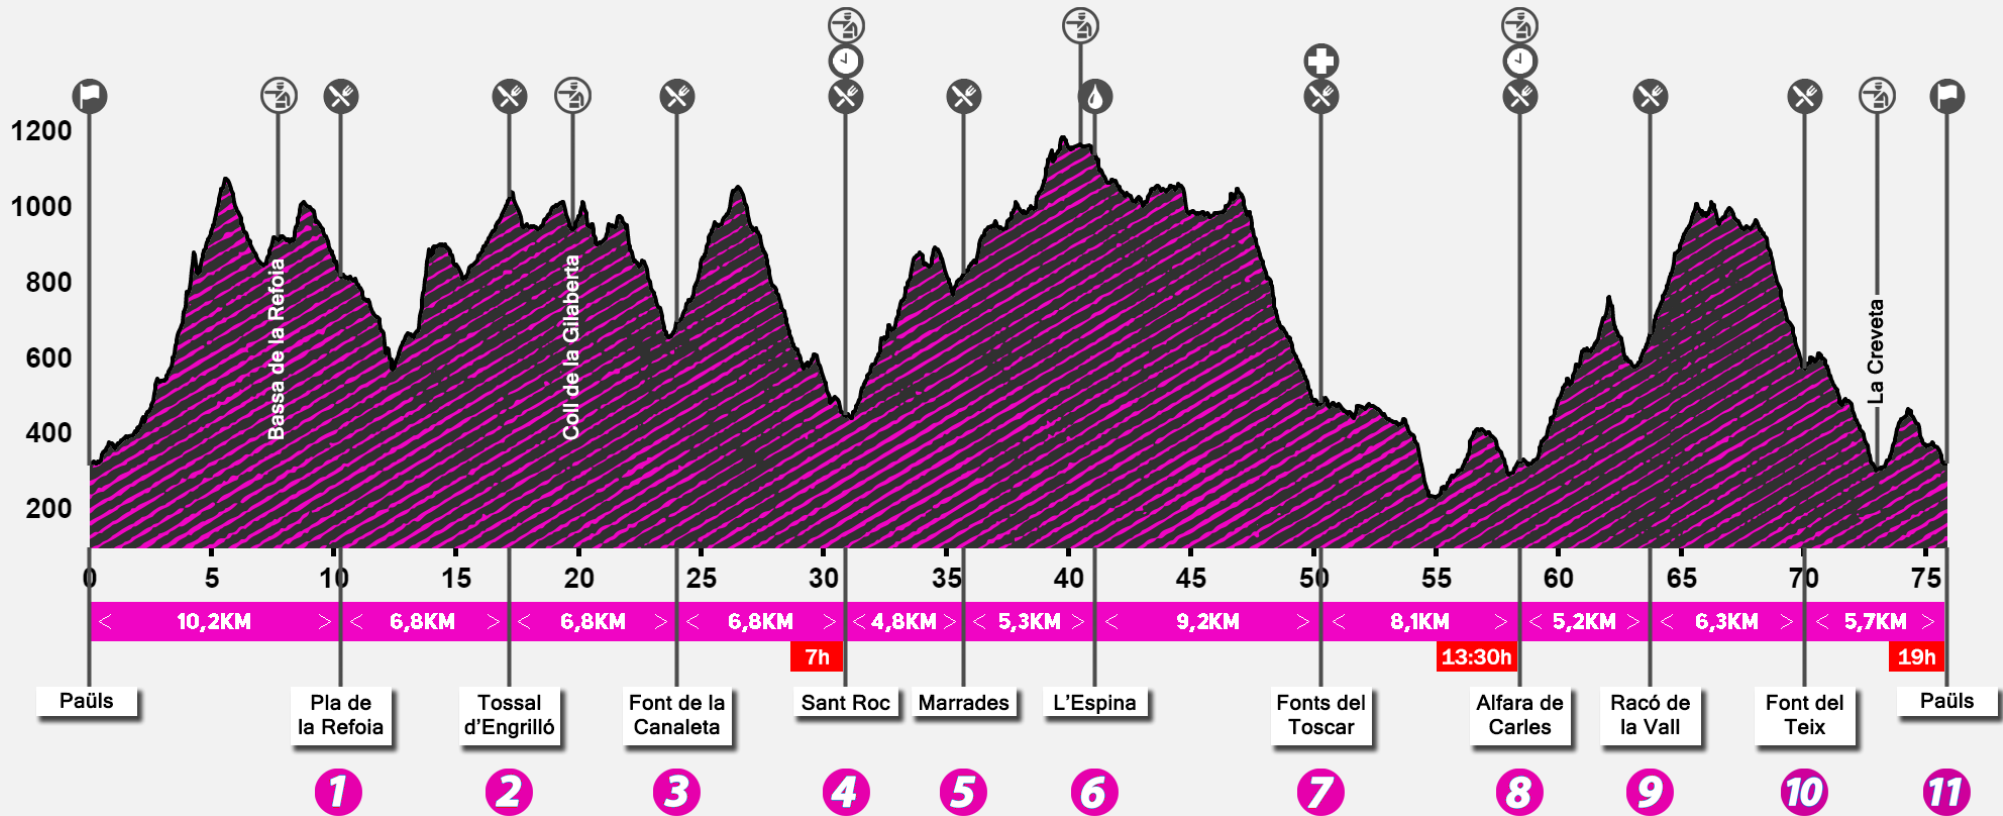 1200
1000
800
600
400
200
Bassa de la Refoia
Coll de la Gilaberta
La Creveta
0 5 10 15 20 25 30 35 40 45 50 55 60 65 70 75
< 10,2KM > < 6,8KM > < 6,8KM > < 6,8KM > < 4,8KM > < 5,3KM > < 9,2KM > < 8,1KM > < 5,2KM > < 6,3KM > < 5,7KM >
7h 13:30h 19h
Paüls
Pla de
la Refoia
Tossal
d'Engrilló
Font de la
Canaleta
Sant Roc
Marrades
L'Espina
Fonts del
Toscar
Alfara de
Carles
Racó de
la Vall
Font del
Teix
Paüls
1 2 3 4 5 6 7 8 9 10 11